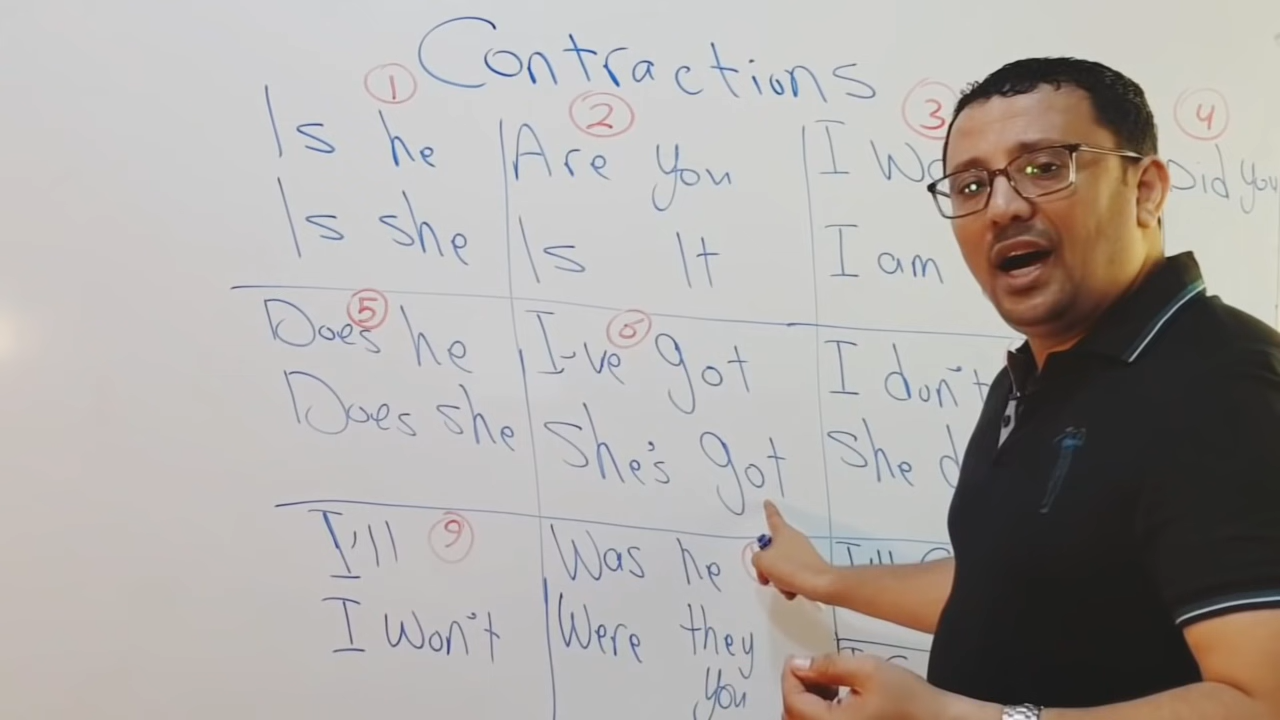 Contractions
1
Is he
Is she
2
Are you
Is It
3
I
I am
4
Did you
5
Does he
Does she
6
I-ve got
She's got
I don't
She
9
I'll
I won't
Was he
Were they
you
I'll